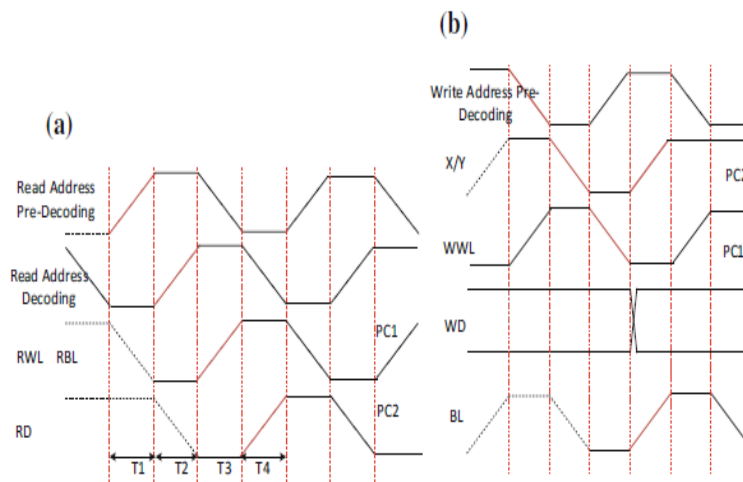 (a)
Read Address
Pre-Decoding
Read Address
Decoding
RWL RBL
PC1
RD
PC2
T1 T2 T3 T4
(b)
Write Address Pre-
Decoding
X/Y
PC2
WWL
PC1
WD
BL